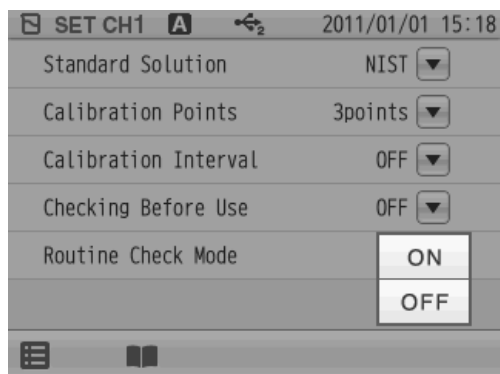 SET CH1 A 2 2011/01/01 15:18
Standard Solution NIST
Calibration Points 3points
Calibration Interval OFF
Checking Before Use OFF
Routine Check Mode ON
OFF